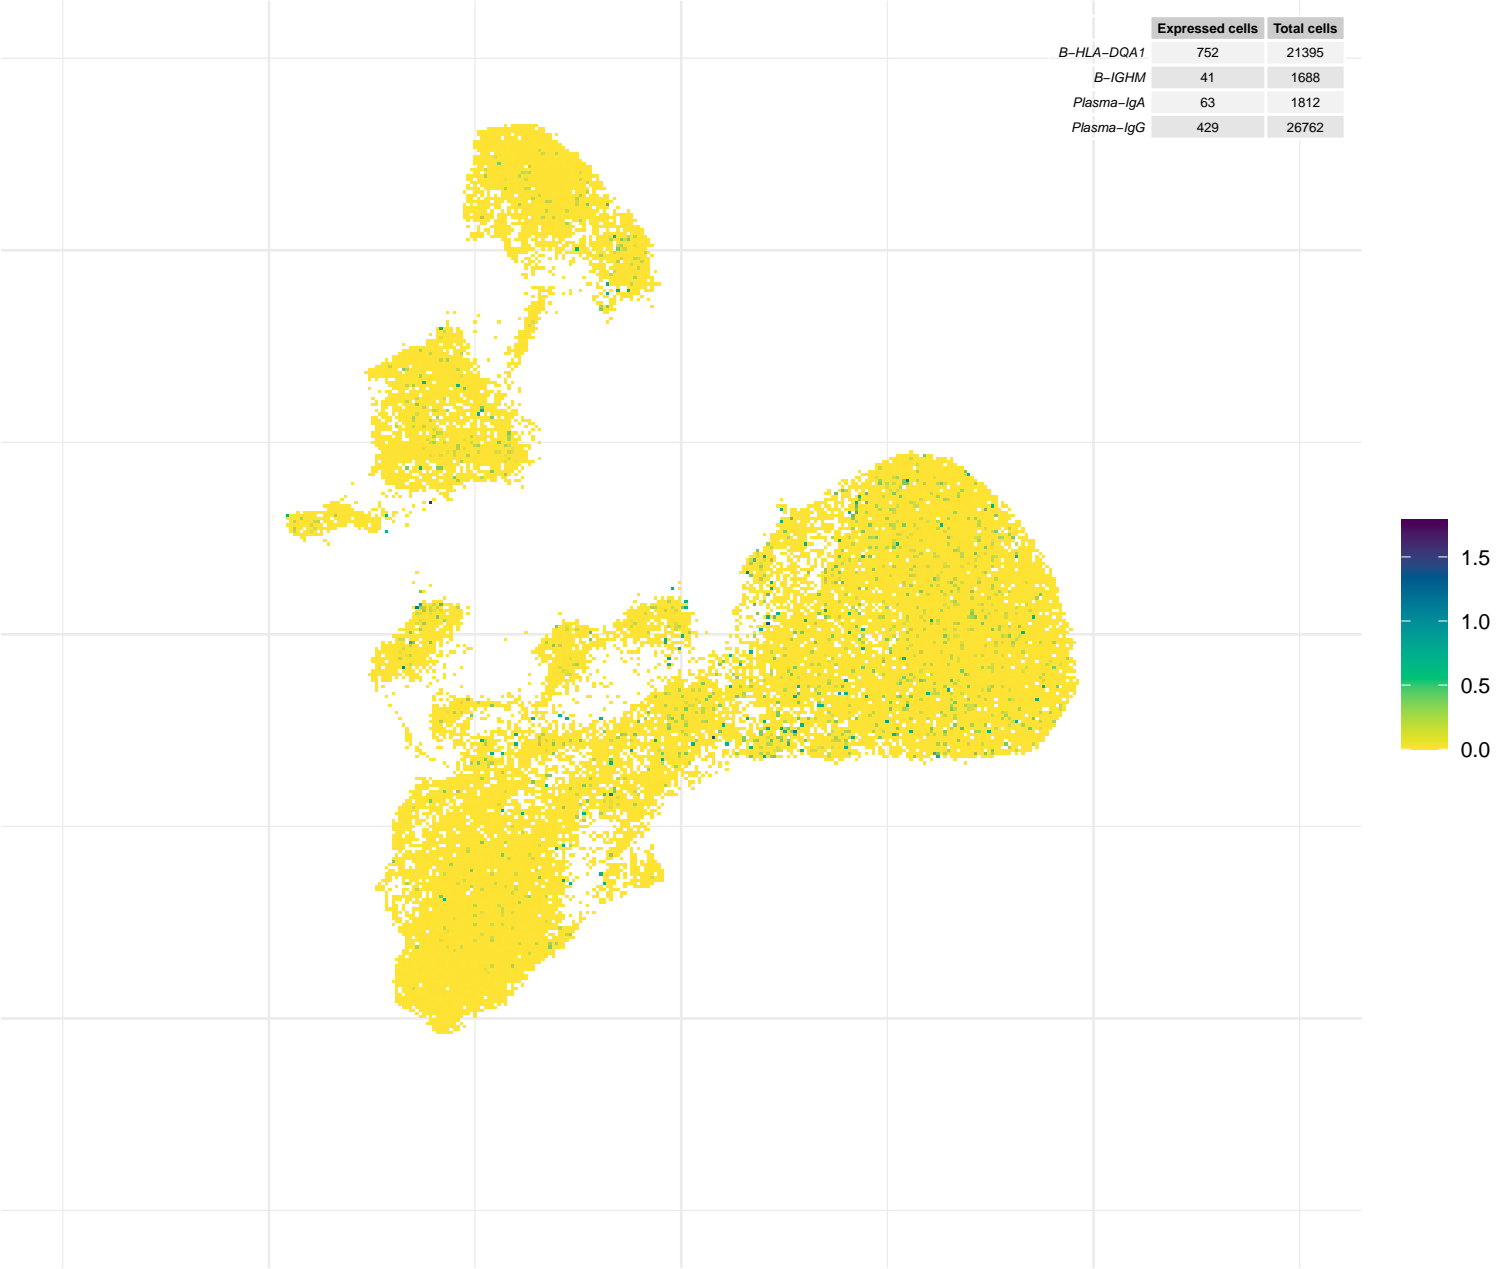 Expressed cells Total cells
B−HLA−DQA1 752 21395
B−IGHM 41 1688
Plasma−IgA 63 1812
Plasma−IgG 429 26762
1.5
1.0
0.5
0.0